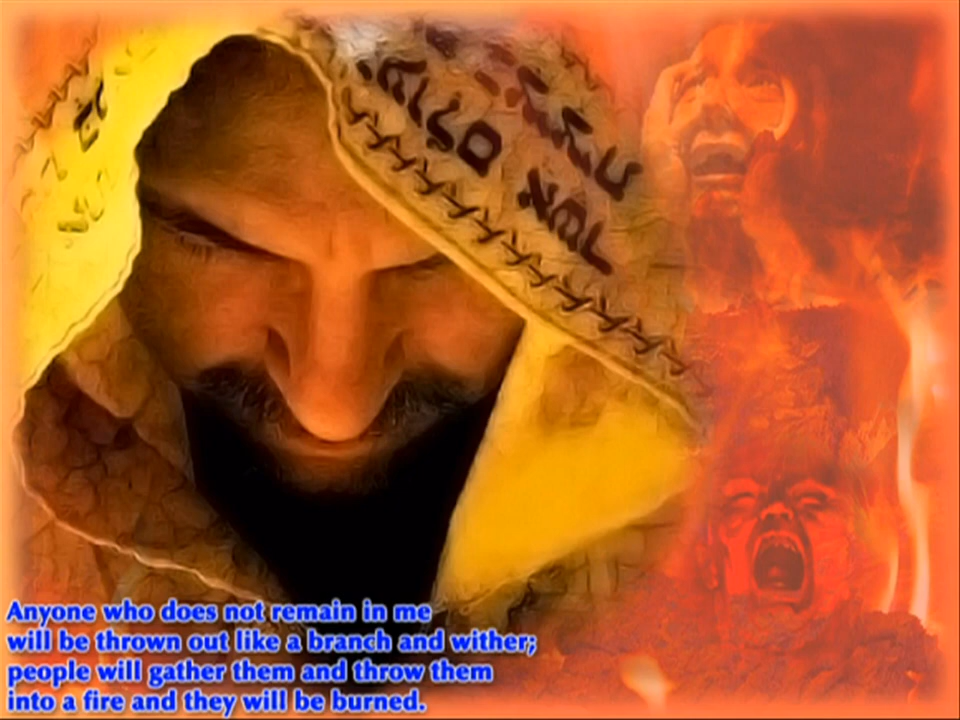 Anyone who does not remain in me
will be thrown out like a branch and wither;
people will gather them and throw them
into a fire and they will be burned.